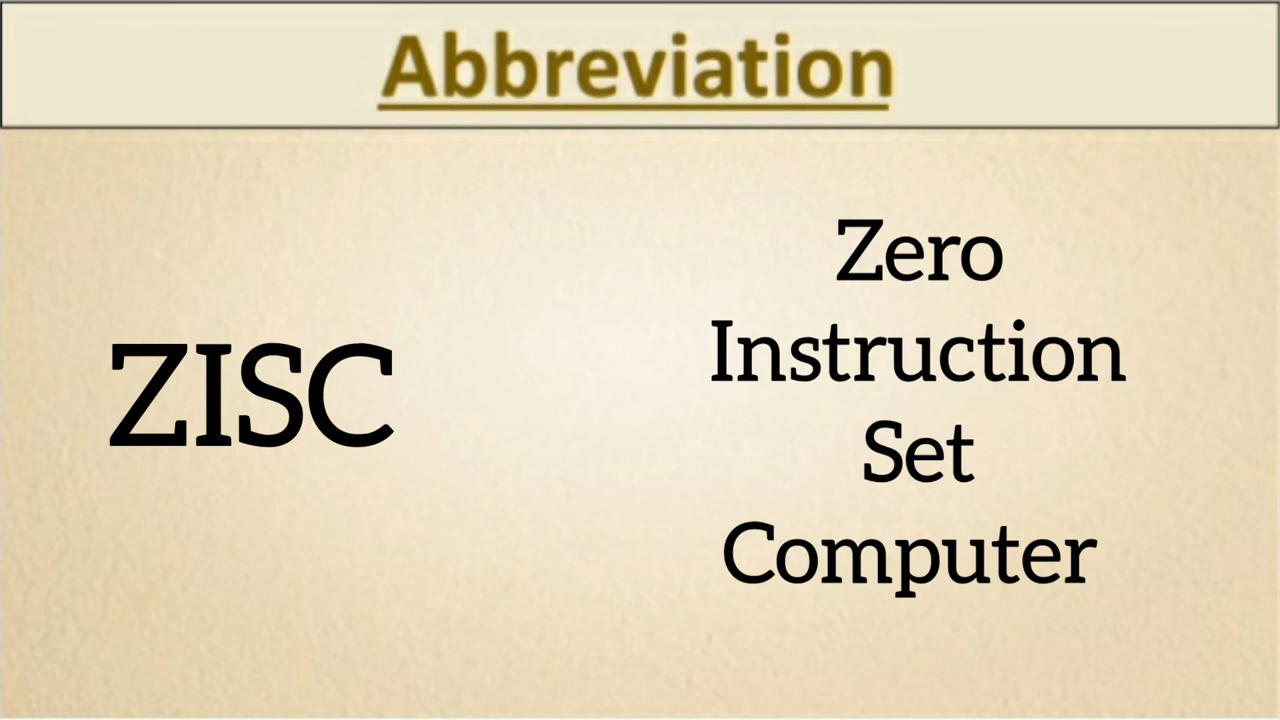 Abbreviation
ZISC
Zero
Instruction
Set
Computer